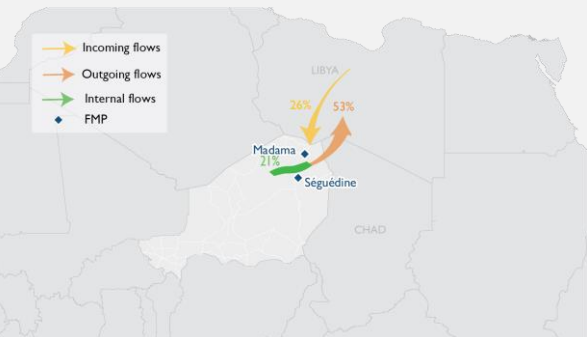 Incoming flows
Outgoing flows
Internal flows
FMP
LIBYA
26%
53%
Madama
21%
Séguédine
CHAD